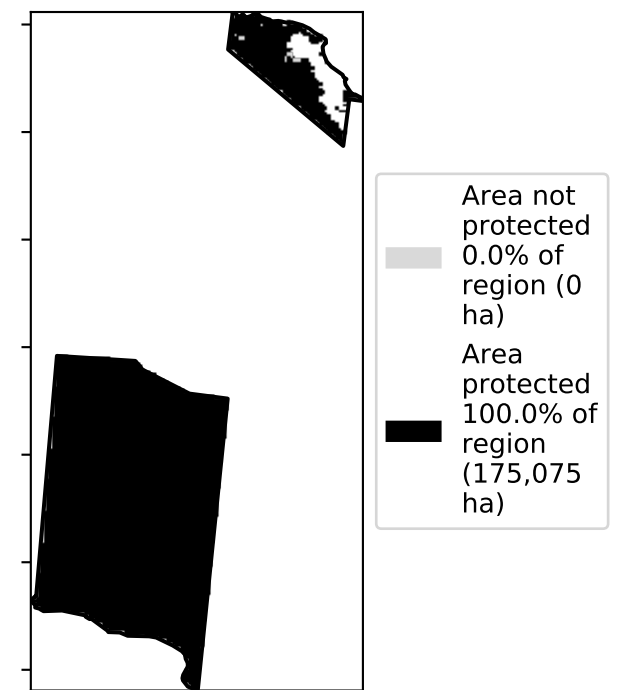 Area not
protected
0.0% of
region (0
ha)
Area
protected
100.0% of
region
(175,075
ha)